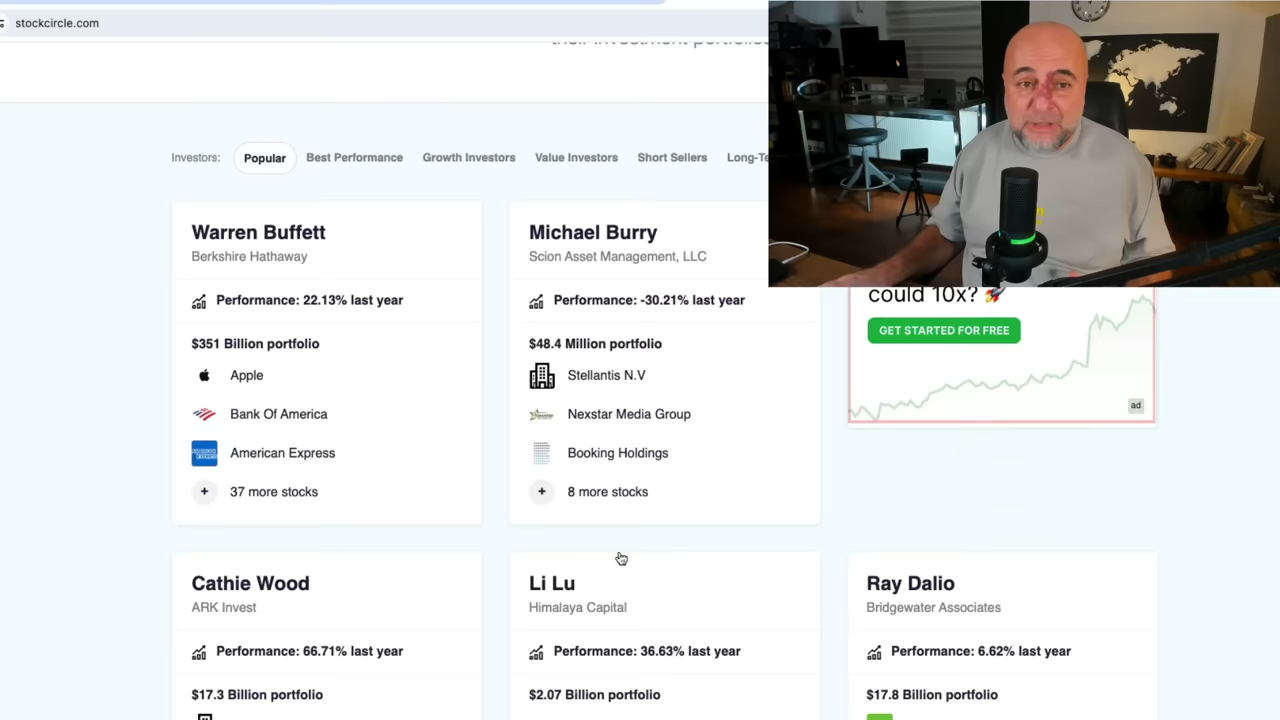 stockcircle.com
their investment portfolios
Investors: Popular Best Performance Growth Investors Value Investors Short Sellers Long-Te
Warren Buffett
Berkshire Hathaway
Performance: 22.13% last year
$351 Billion portfolio
Apple
Bank Of America
American Express
+ 37 more stocks
Michael Burry
Scion Asset Management, LLC
Performance: -30.21% last year
$48.4 Million portfolio
Stellantis N.V
Nexstar Media Group
Booking Holdings
+ 8 more stocks
could 10x? 🚀
GET STARTED FOR FREE
ad
Cathie Wood
ARK Invest
Performance: 66.71% last year
$17.3 Billion portfolio
Li Lu
Himalaya Capital
Performance: 36.63% last year
$2.07 Billion portfolio
Ray Dalio
Bridgewater Associates
Performance: 6.62% last year
$17.8 Billion portfolio